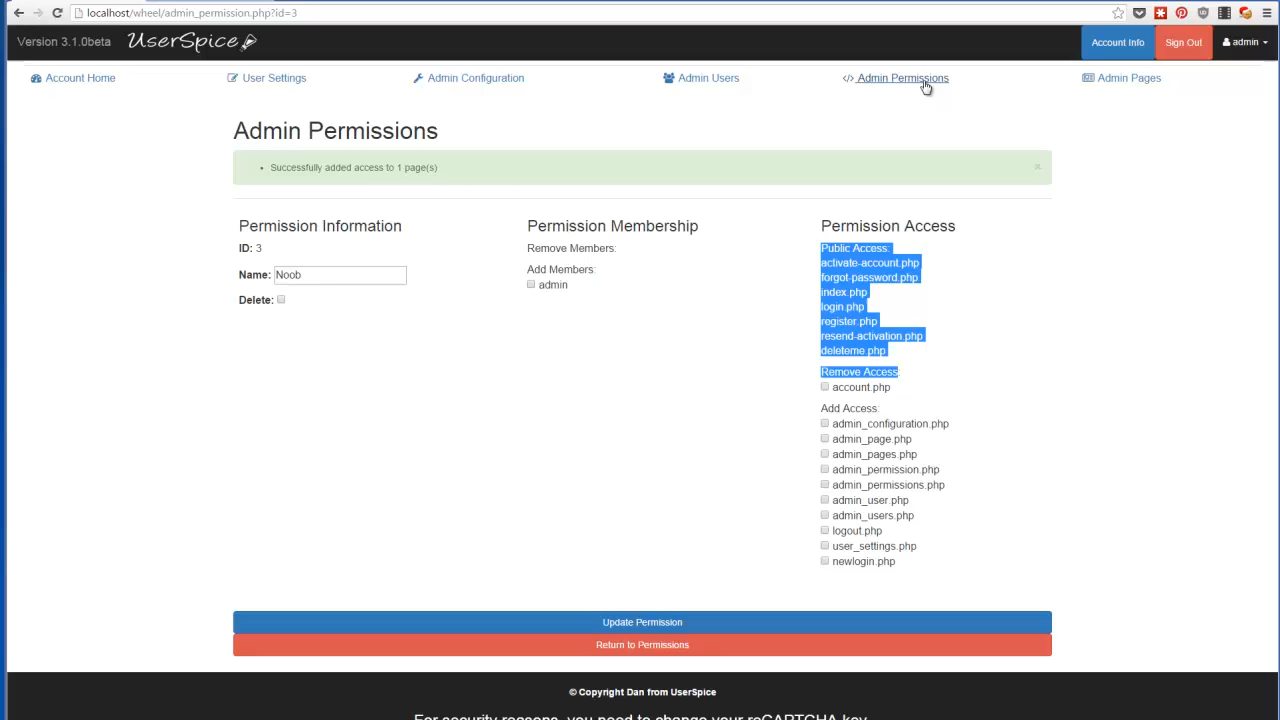 localhost/wheel/admin_permission.php?id=3
Version 3.1.0beta
UserSpice
Account Info
Sign Out
admin
Account Home
User Settings
Admin Configuration
Admin Users
Admin Permissions
Admin Pages
Admin Permissions
• Successfully added access to 1 page(s)
×
Permission Information
ID: 3
Name: Noob
Delete:
Permission Membership
Remove Members:
Add Members:
admin
Permission Access
Public Access:
activate-account.php
forgot-password.php
index.php
login.php
register.php
resend-activation.php
deleteme.php
Remove Access:
account.php
Add Access:
admin_configuration.php
admin_page.php
admin_pages.php
admin_permission.php
admin_permissions.php
admin_user.php
admin_users.php
logout.php
user_settings.php
newlogin.php
Update Permission
Return to Permissions
© Copyright Dan from UserSpice
For security reasons, you need to change your reCAPTCHA key